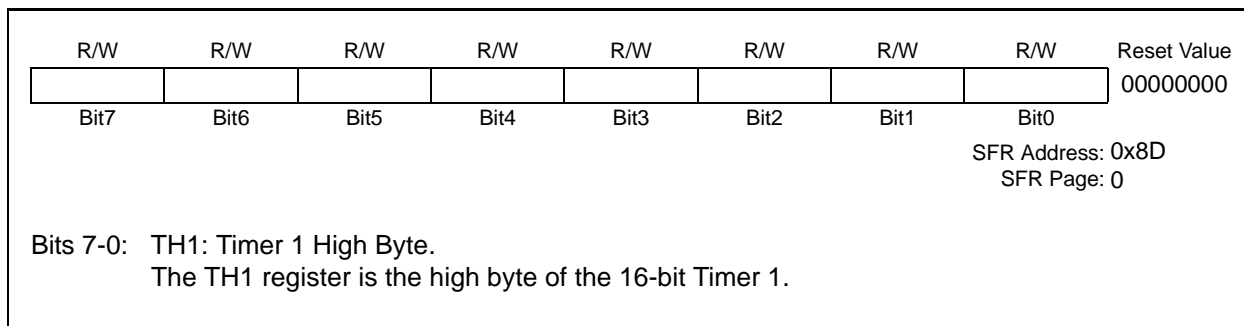 R/W R/W R/W R/W R/W R/W R/W R/W Reset Value
00000000
Bit7 Bit6 Bit5 Bit4 Bit3 Bit2 Bit1 Bit0
SFR Address: 0x8D
SFR Page: 0
Bits 7-0: TH1: Timer 1 High Byte.
The TH1 register is the high byte of the 16-bit Timer 1.